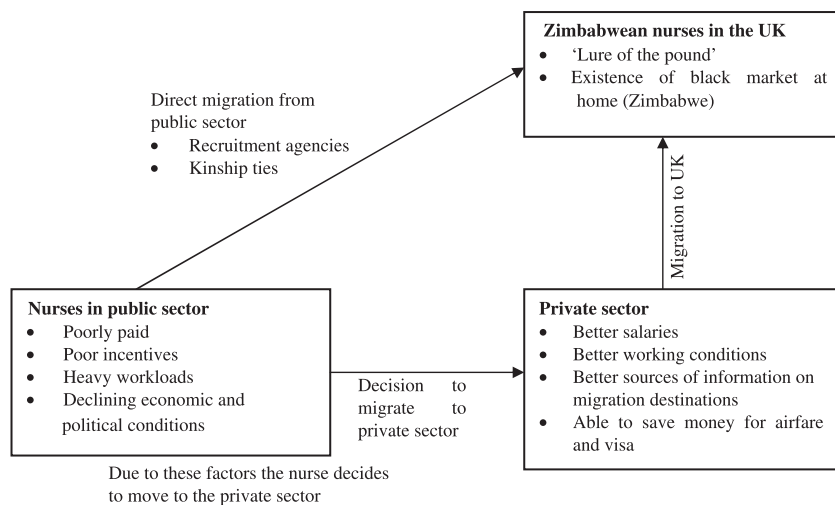 Zimbabwean nurses in the UK
• ‘Lure of the pound’
• Existence of black market at
home (Zimbabwe)
Direct migration from
public sector
• Recruitment agencies
• Kinship ties
Migration to UK
Nurses in public sector
• Poorly paid
• Poor incentives
• Heavy workloads
• Declining economic and
political conditions
Decision to
migrate to
private sector
Private sector
• Better salaries
• Better working conditions
• Better sources of information on
migration destinations
• Able to save money for airfare
and visa
Due to these factors the nurse decides
to move to the private sector